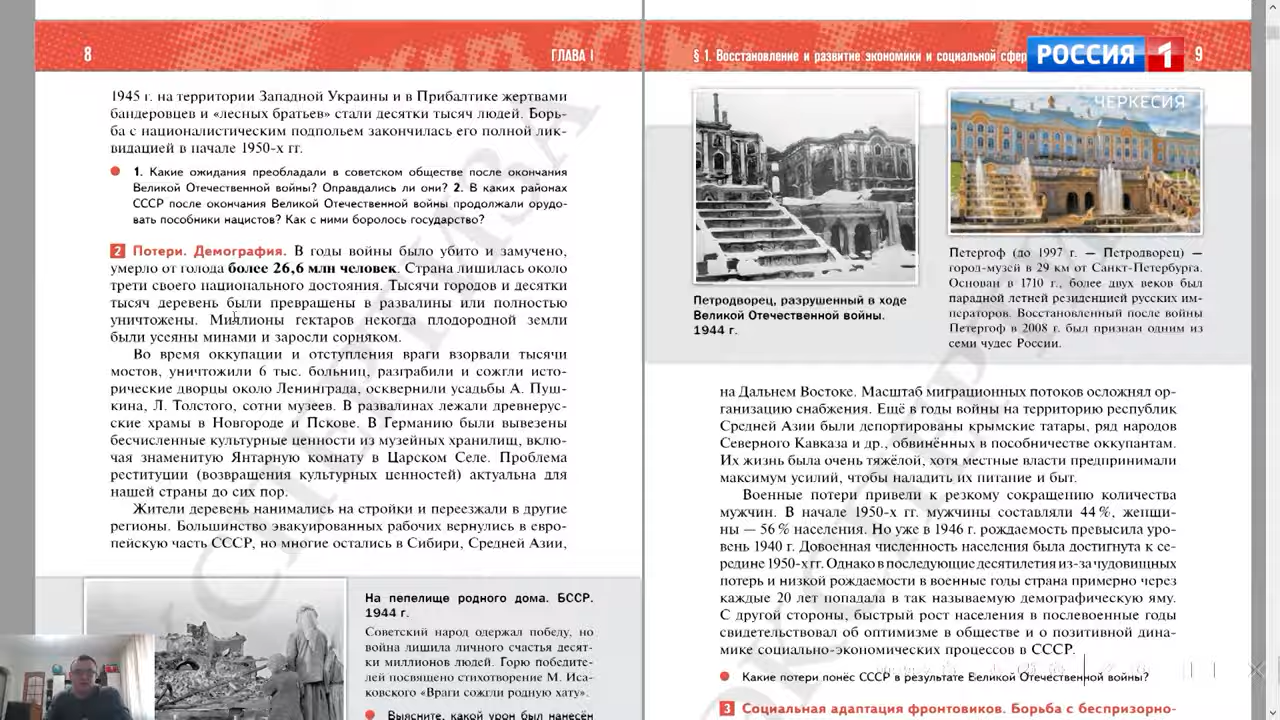 8
ГЛАВА I
1945 г. на территории Западной Украины и в Прибалтике жертвами
бандеровцев и «лесных братьев» стали десятки тысяч людей. Борь-
ба с националистическим подпольем закончилась его полной лик-
видацией в начале 1950-х гг.
1. Какие ожидания преобладали в советском обществе после окончания
Великой Отечественной войны? Оправдались ли они? 2. В каких районах
СССР после окончания Великой Отечественной войны продолжали орудо-
вать пособники нацистов? Как с ними боролось государство?
2 Потери. Демография. В годы войны было убито и замучено,
умерло от голода более 26,6 млн человек. Страна лишилась около
трети своего национального достояния. Тысячи городов и десятки
тысяч деревень были превращены в развалины или полностью
уничтожены. Миллионы гектаров некогда плодородной земли
были усеяны минами и заросли сорняком.
Во время оккупации и отступления враги взорвали тысячи
мостов, уничтожили 6 тыс. больниц, разграбили и сожгли исто-
рические дворцы около Ленинграда, осквернили усадьбы А. Пуш-
кина, Л. Толстого, сотни музеев. В развалинах лежали древнерус-
ские храмы в Новгороде и Пскове. В Германию были вывезены
бесчисленные культурные ценности из музейных хранилищ, вклю-
чая знаменитую Янтарную комнату в Царском Селе. Проблема
реституции (возвращения культурных ценностей) актуальна для
нашей страны до сих пор.
Жители деревень нанимались на стройки и переезжали в другие
регионы. Большинство эвакуированных рабочих вернулись в евро-
пейскую часть СССР, но многие остались в Сибири, Средней Азии,
На пепелище родного дома. БССР.
1944 г.
Советский народ одержал победу, но
война лишила личного счастья десят-
ки миллионов людей. Горю победите-
лей посвящено стихотворение М. Иса-
ковского «Враги сожгли родную хату».
Выясните, какой урон был нанесён
§ 1. Восстановление и развитие экономики и социальной сфер
РОССИЯ 1
9
ЧЕРКЕСИЯ
Петродворец, разрушенный в ходе
Великой Отечественной войны.
1944 г.
Петергоф (до 1997 г. — Петродворец) —
город-музей в 29 км от Санкт-Петербурга.
Основан в 1710 г., более двух веков был
парадной летней резиденцией русских им-
ператоров. Восстановленный после войны
Петергоф в 2008 г. был признан одним из
семи чудес России.
на Дальнем Востоке. Масштаб миграционных потоков осложнял ор-
ганизацию снабжения. Ещё в годы войны на территорию республик
Средней Азии были депортированы крымские татары, ряд народов
Северного Кавказа и др., обвинённых в пособничестве оккупантам.
Их жизнь была очень тяжёлой, хотя местные власти предпринимали
максимум усилий, чтобы наладить их питание и быт.
Военные потери привели к резкому сокращению количества
мужчин. В начале 1950-х гг. мужчины составляли 44 %, женщи-
ны — 56 % населения. Но уже в 1946 г. рождаемость превысила уро-
вень 1940 г. Довоенная численность населения была достигнута к се-
редине 1950-х гг. Однако в последующие десятилетия из-за чудовищных
потерь и низкой рождаемости в военные годы страна примерно через
каждые 20 лет попадала в так называемую демографическую яму.
С другой стороны, быстрый рост населения в послевоенные годы
свидетельствовал об оптимизме в обществе и о позитивной дина-
мике социально-экономических процессов в СССР.
Какие потери понёс СССР в результате Великой Отечественной войны?
3 Социальная адаптация фронтовиков. Борьба с беспризорно-